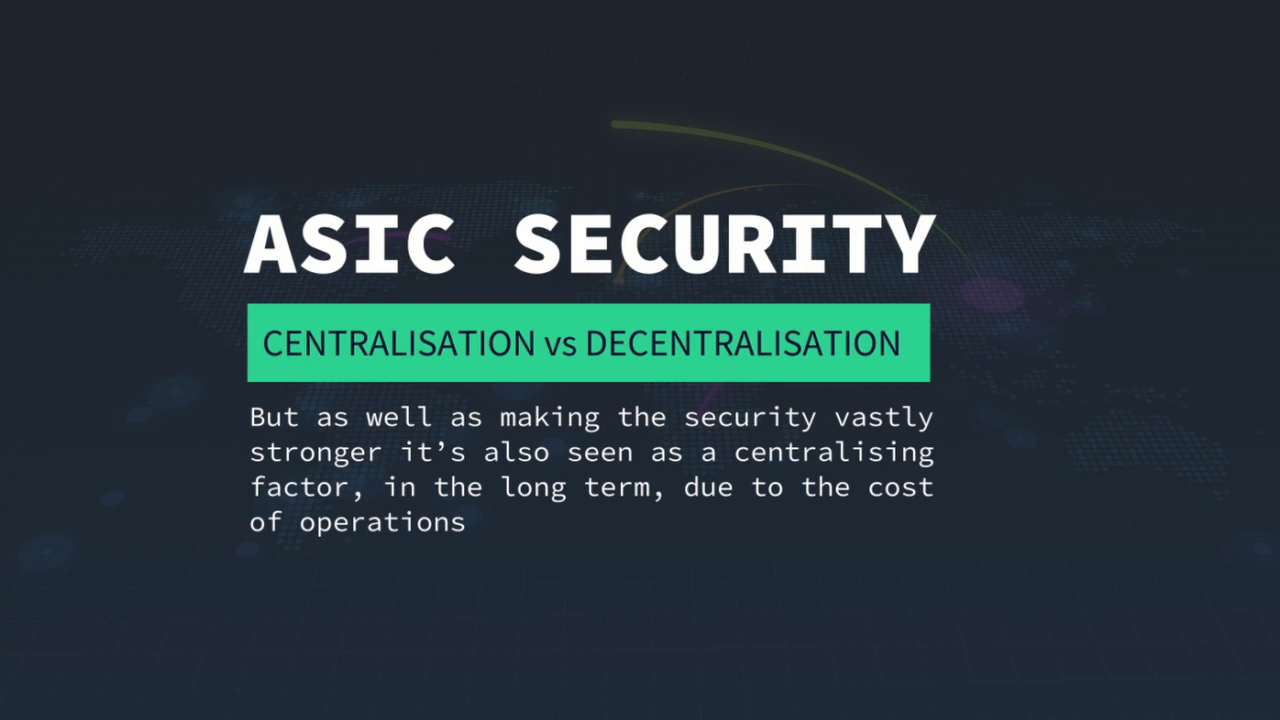 ASIC SECURITY
CENTRALISATION vs DECENTRALISATION
But as well as making the security vastly
stronger it’s also seen as a centralising
factor, in the long term, due to the cost
of operations